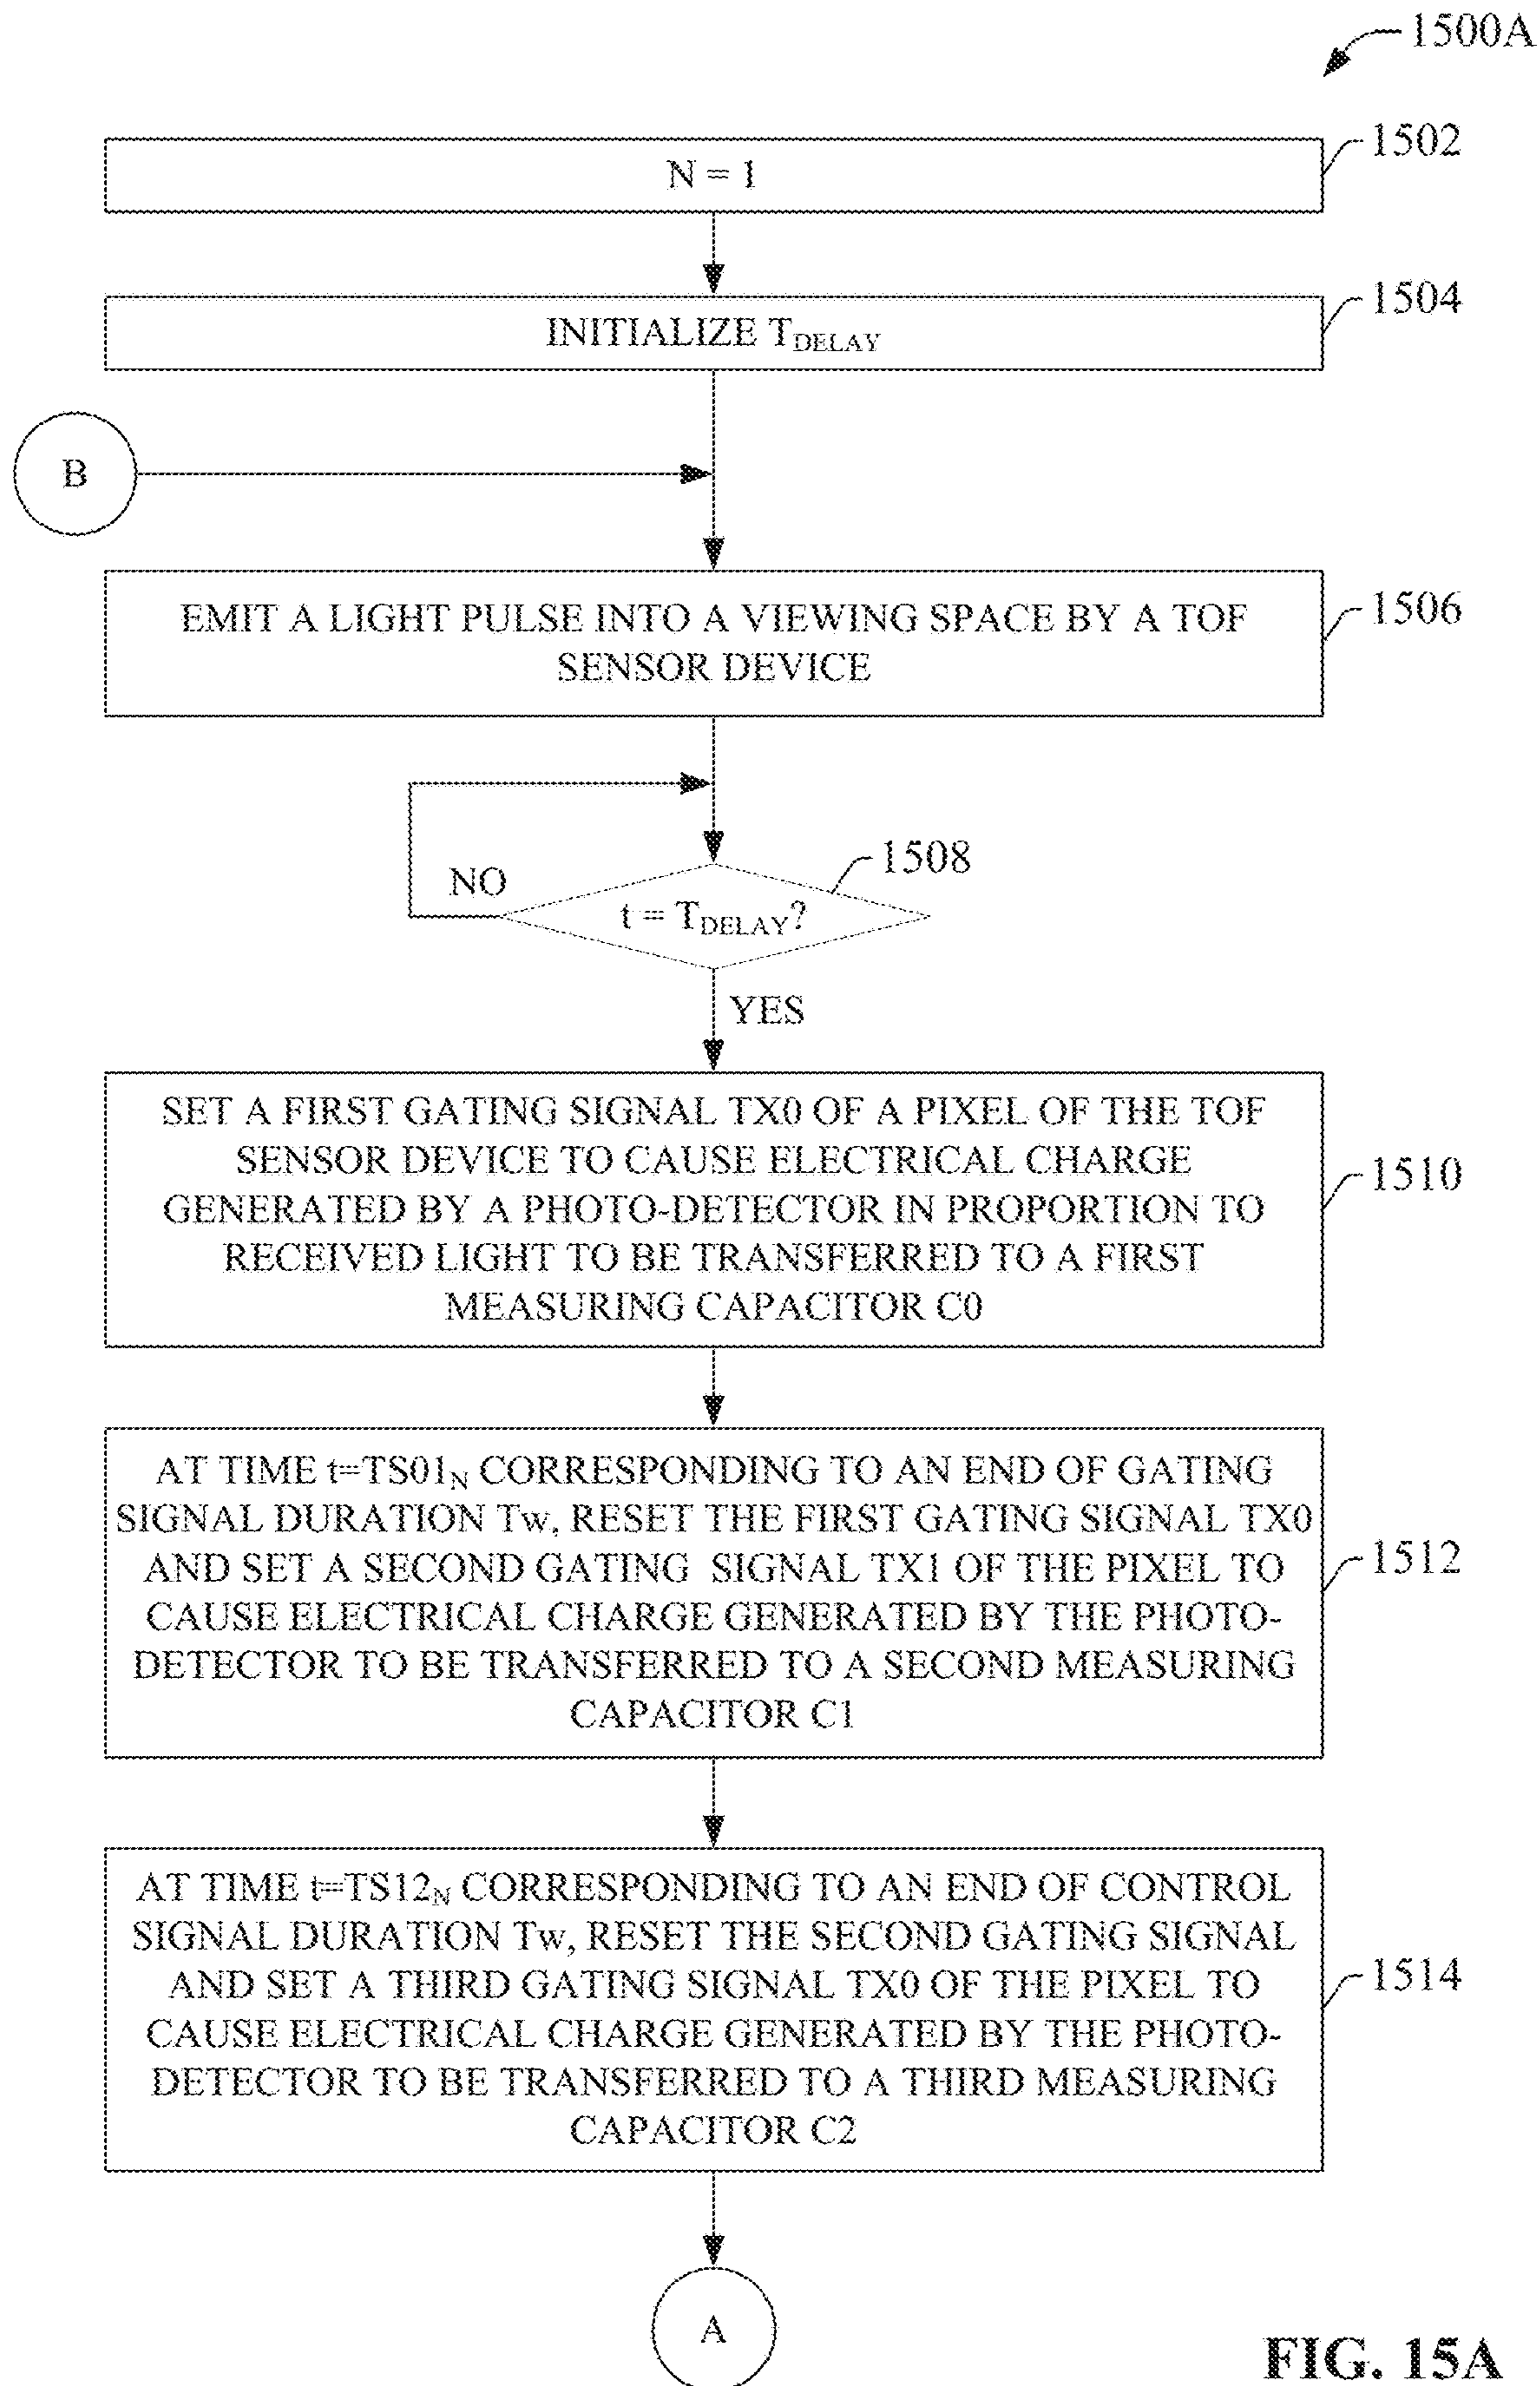 1500A
N = 1
1502
INITIALIZE TDELAY
1504
B
EMIT A LIGHT PULSE INTO A VIEWING SPACE BY A TOF
SENSOR DEVICE
1506
NO
1508
t = TDELAY?
YES
SET A FIRST GATING SIGNAL TX0 OF A PIXEL OF THE TOF
SENSOR DEVICE TO CAUSE ELECTRICAL CHARGE
GENERATED BY A PHOTO-DETECTOR IN PROPORTION TO
RECEIVED LIGHT TO BE TRANSFERRED TO A FIRST
MEASURING CAPACITOR C0
1510
AT TIME t=TS01N CORRESPONDING TO AN END OF GATING
SIGNAL DURATION Tw, RESET THE FIRST GATING SIGNAL TX0
AND SET A SECOND GATING SIGNAL TX1 OF THE PIXEL TO
CAUSE ELECTRICAL CHARGE GENERATED BY THE PHOTO-
DETECTOR TO BE TRANSFERRED TO A SECOND MEASURING
CAPACITOR C1
1512
AT TIME t=TS12N CORRESPONDING TO AN END OF CONTROL
SIGNAL DURATION Tw, RESET THE SECOND GATING SIGNAL
AND SET A THIRD GATING SIGNAL TX0 OF THE PIXEL TO
CAUSE ELECTRICAL CHARGE GENERATED BY THE PHOTO-
DETECTOR TO BE TRANSFERRED TO A THIRD MEASURING
CAPACITOR C2
1514
A
FIG. 15A